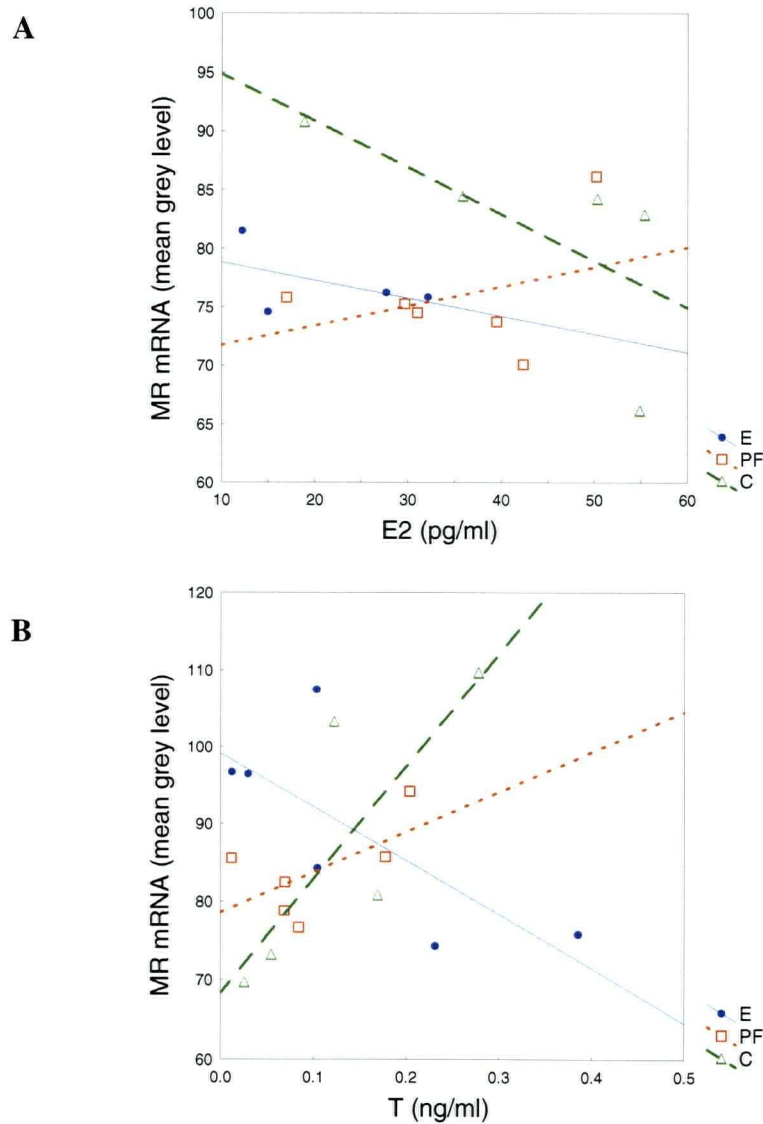 A
100
95
90
85
80
75
70
65
60
MR mRNA (mean grey level)
10 20 30 40 50 60
E2 (pg/ml)
E
PF
C
B
120
110
100
90
80
70
60
MR mRNA (mean grey level)
0.0 0.1 0.2 0.3 0.4 0.5
T (ng/ml)
E
PF
C